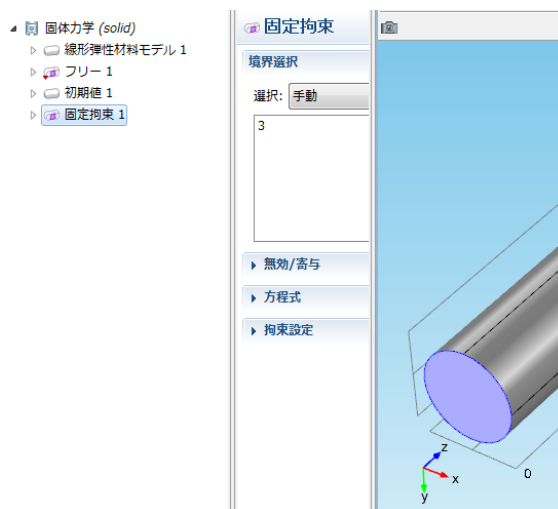 固体力学 (solid)
線形弾性材料モデル 1
フリー 1
初期値 1
固定拘束 1
固定拘束
境界選択
選択: 手動
3
無効/寄与
方程式
拘束設定
z
x
y
0